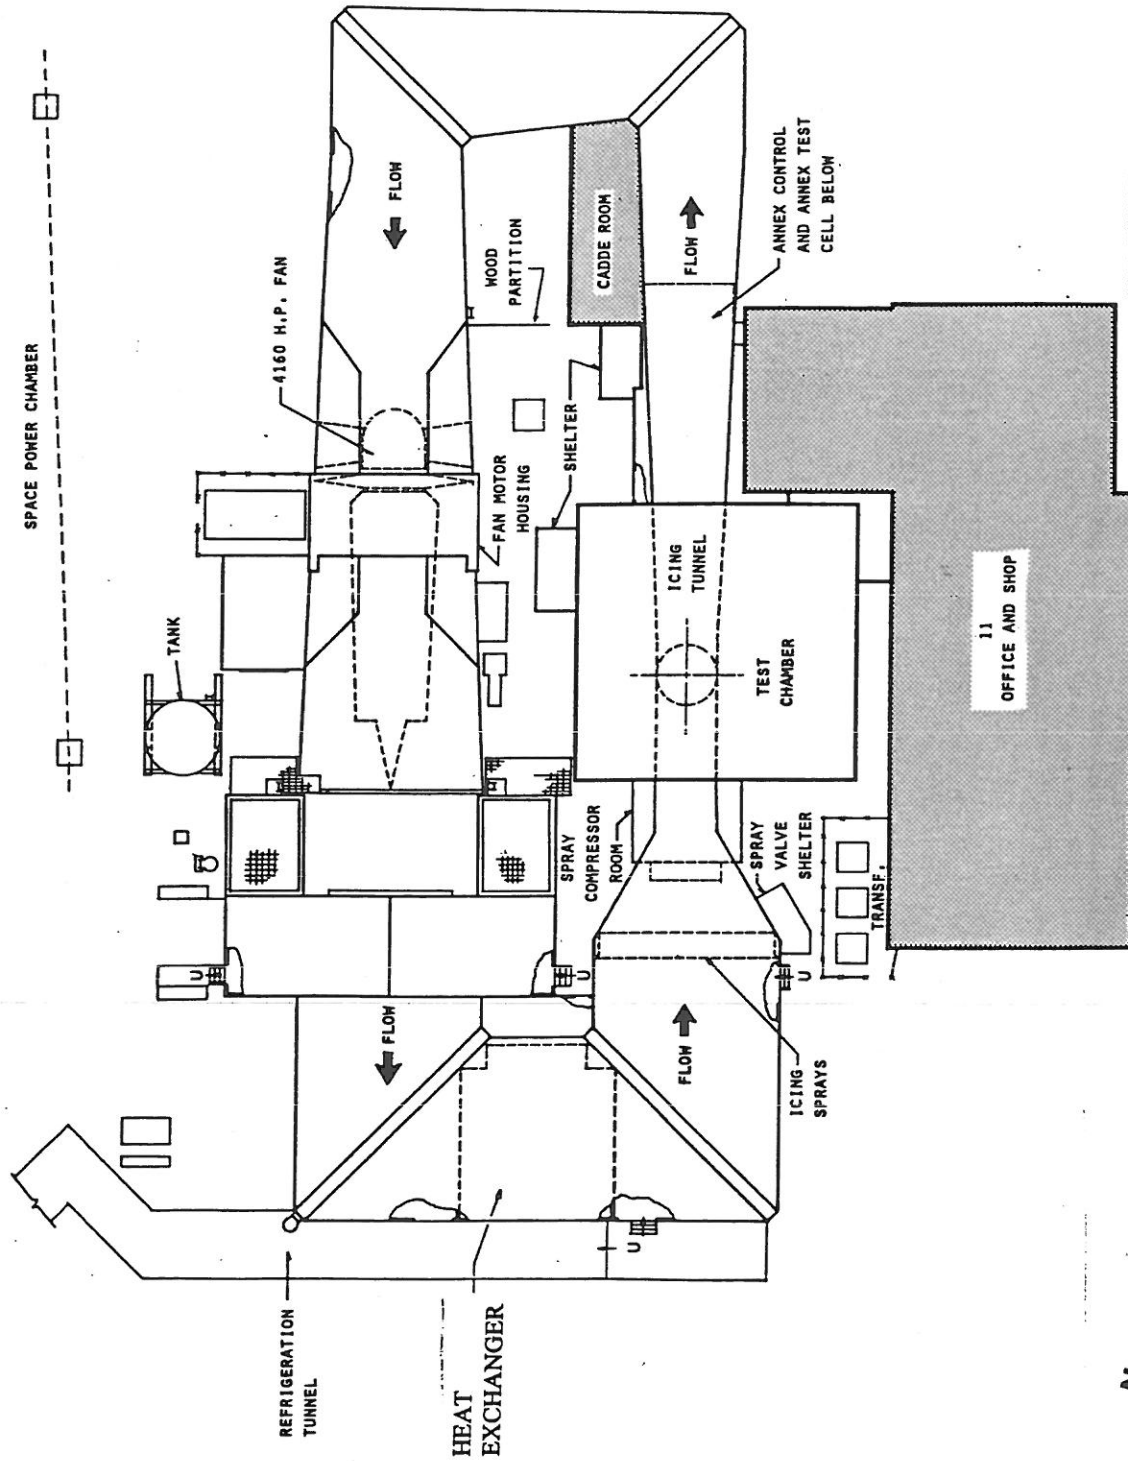 SPACE POWER CHAMBER
FLOW
4160 H.P. FAN
WOOD
PARTITION
CADDE ROOM
FLOW
ANNEX CONTROL
AND ANNEX TEST
CELL BELOW
SHELTER
FAN MOTOR
HOUSING
TANK
ICING
TUNNEL
TEST
CHAMBER
11
OFFICE AND SHOP
SPRAY
COMPRESSOR
ROOM
SPRAY
VALVE
SHELTER
TRANSF.
U
U
U
FLOW
FLOW
ICING
SPRAYS
U
REFRIGERATION
TUNNEL
HEAT
EXCHANGER